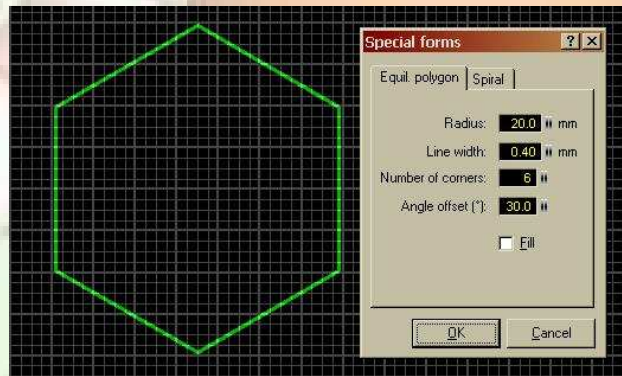 Special forms
Equil. polygon
Spiral
Radius: 20.0 mm
Line width: 0.40 mm
Number of corners: 6
Angle offset (°): 30.0
Fill
OK
Cancel